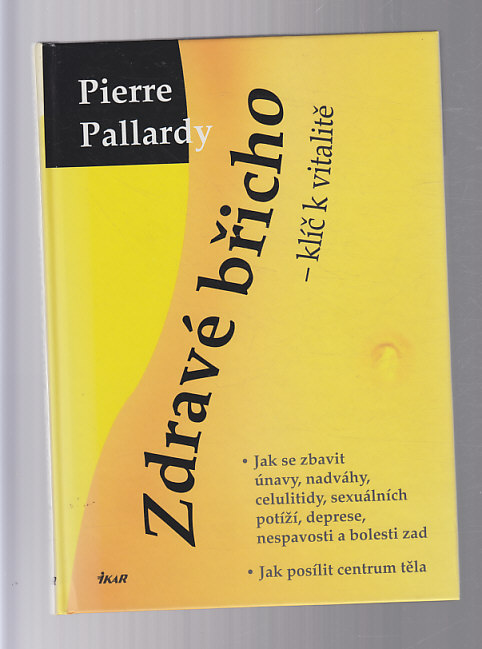 Pierre
Pallardy
Zdravé břicho
– klíč k vitalitě
• Jak se zbavit
únavy, nadváhy,
celulitidy, sexuálních
potíží, deprese,
nespavosti a bolesti zad
• Jak posílit centrum těla
IKAR